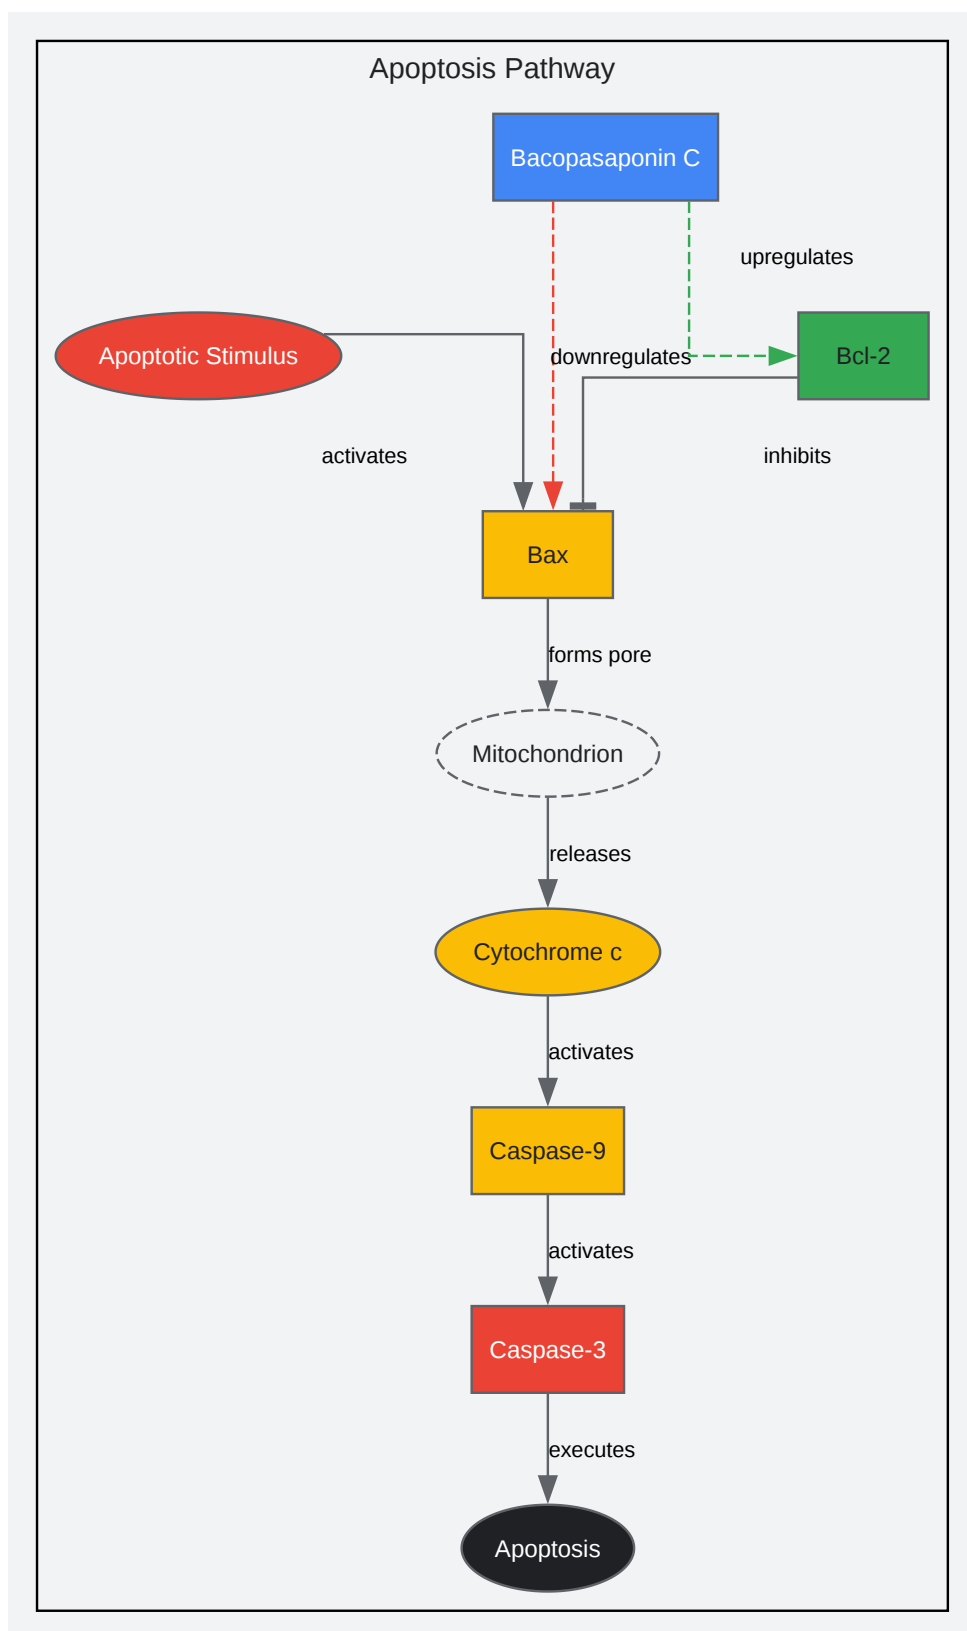 Apoptosis Pathway
Bacopasaponin C
upregulates
Apoptotic Stimulus
downregulates
Bcl-2
activates
inhibits
Bax
forms pore
Mitochondrion
releases
Cytochrome c
activates
Caspase-9
activates
Caspase-3
executes
Apoptosis